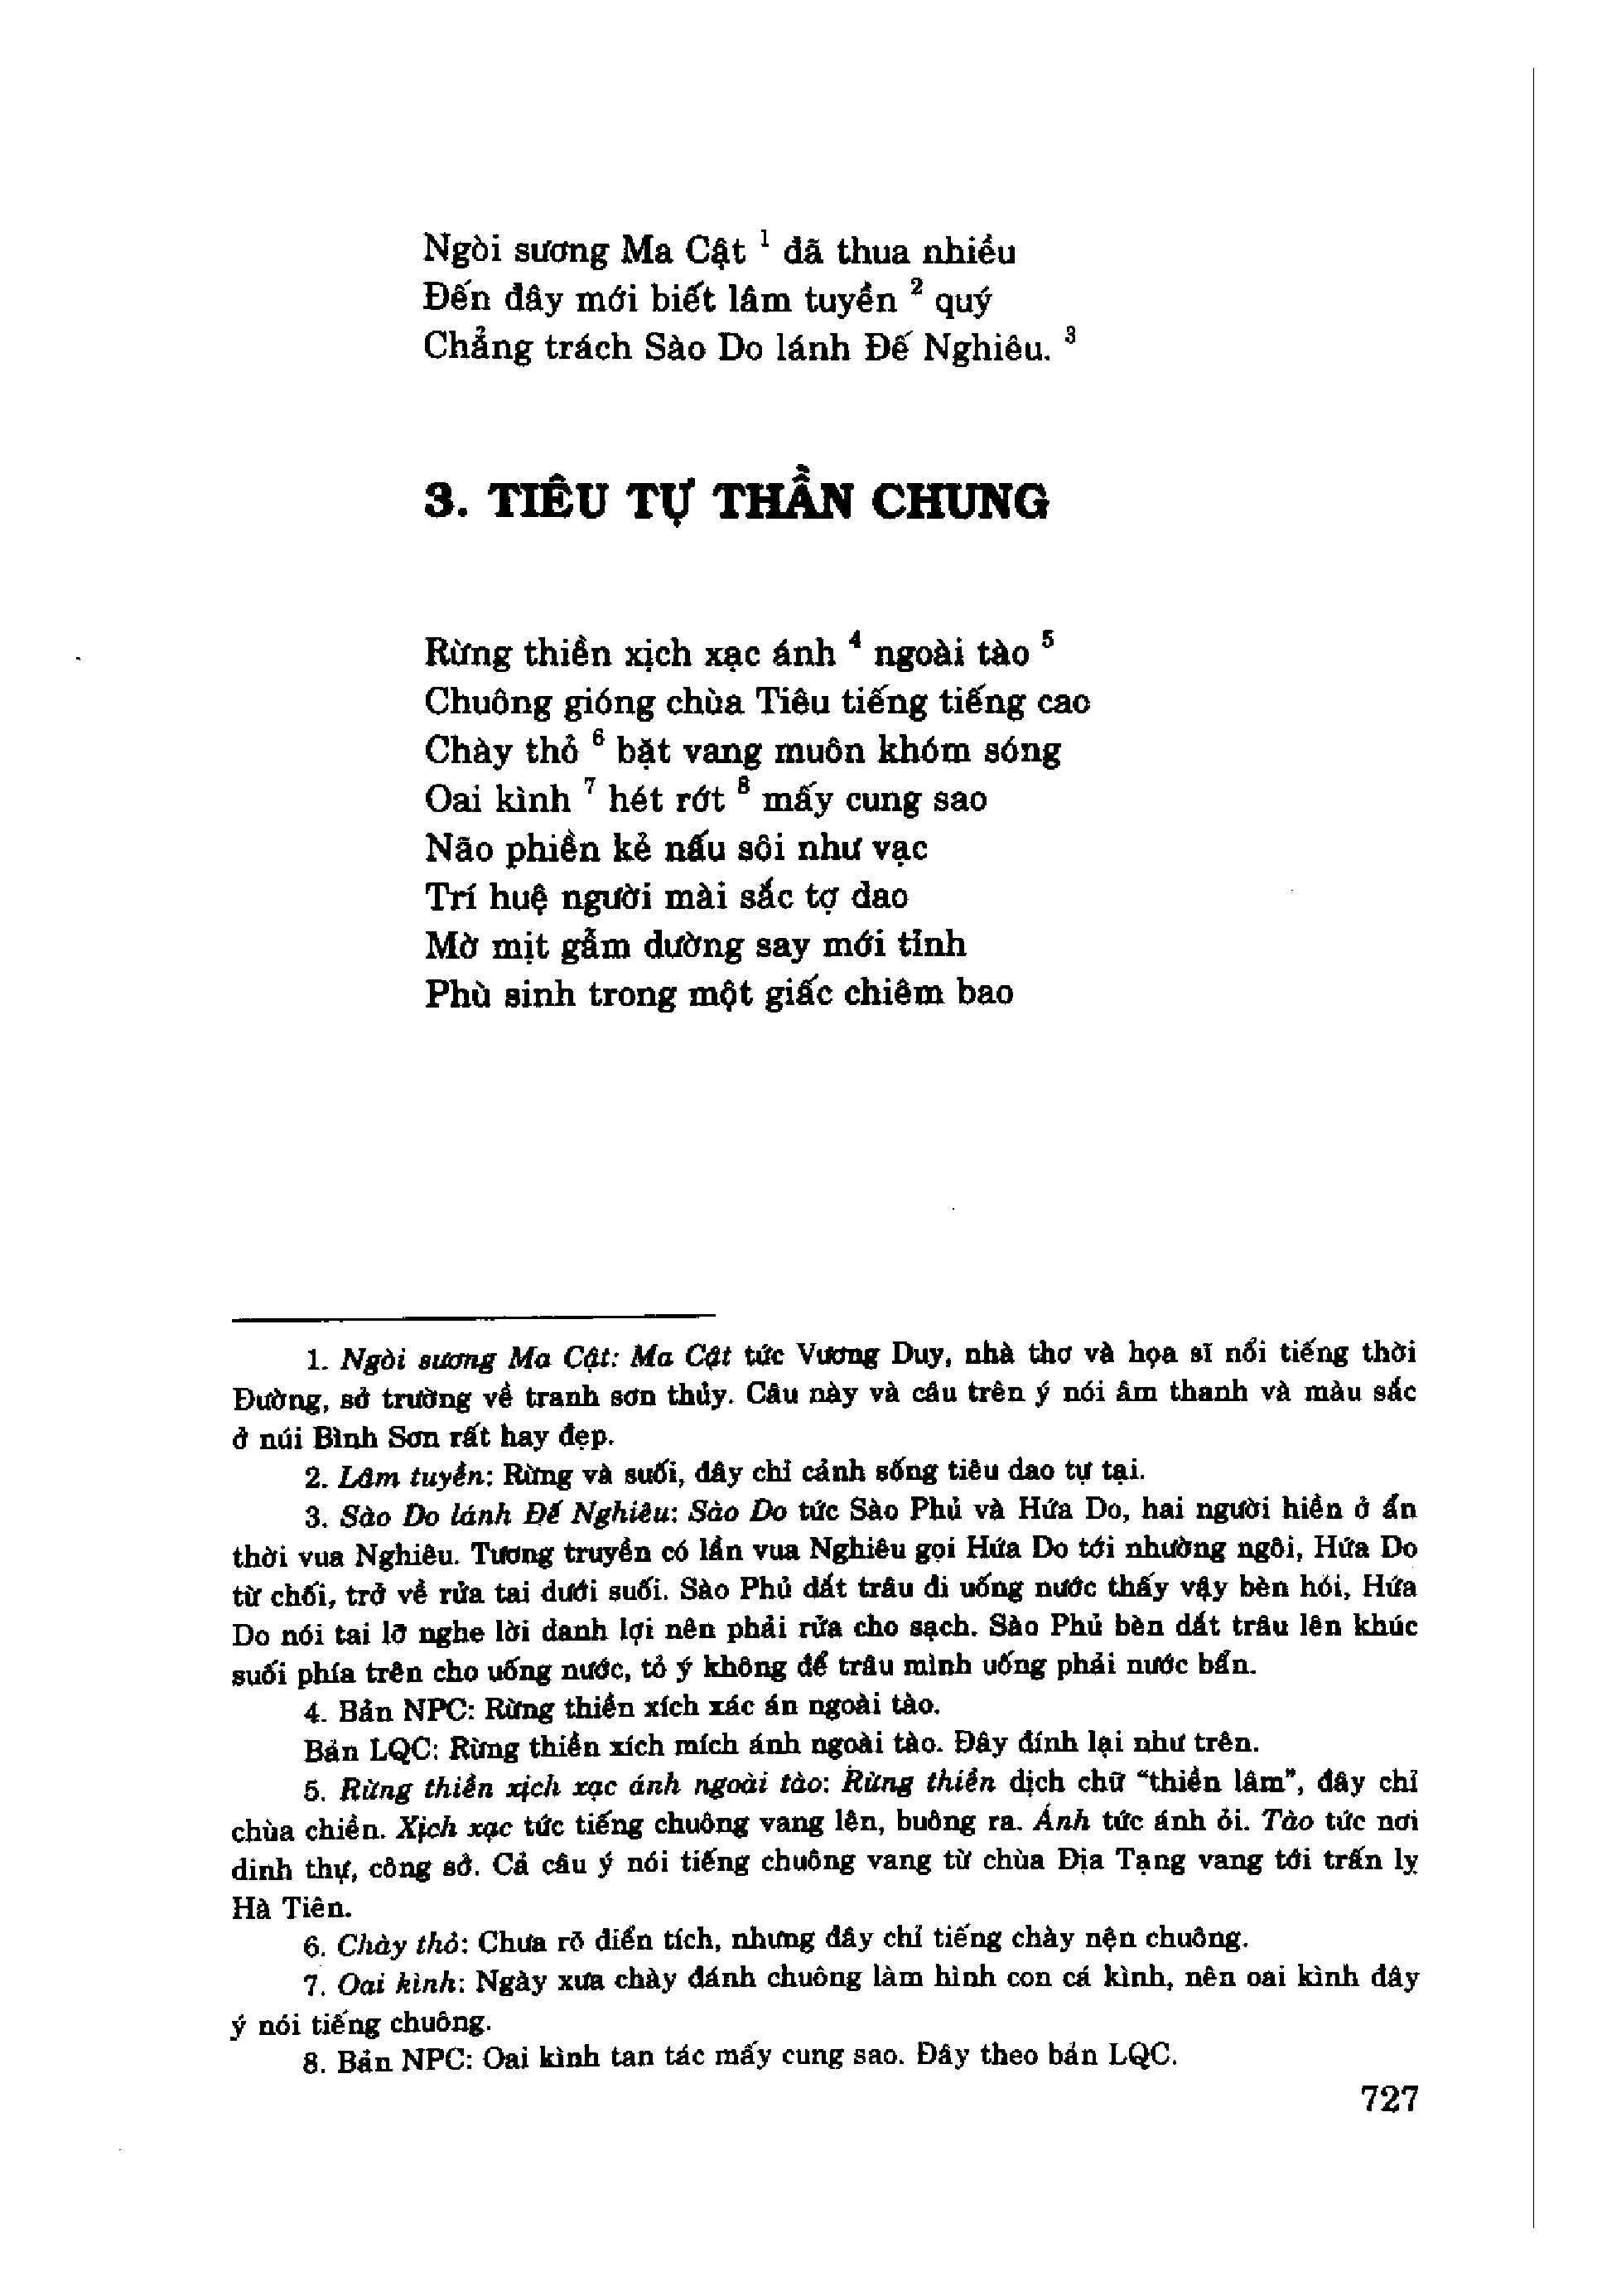 Ngòi sương Ma Cật ¹ đã thua nhiều
Đến đây mới biết lâm tuyền ² quý
Chẳng trách Sào Do lánh Đế Nghiêu. ³
3. TIÊU TỰ THẦN CHUNG
Rừng thiền xịch xạc ánh ⁴ ngoài tào ⁵
Chuông gióng chùa Tiêu tiếng tiếng cao
Chày thỏ ⁶ bặt vang muôn khóm sóng
Oai kình ⁷ hét rớt ⁸ mấy cung sao
Não phiền kẻ nấu sôi như vạc
Trí huệ người mài sắc tợ dao
Mờ mịt gẫm dường say mới tỉnh
Phù sinh trong một giấc chiêm bao
1. Ngòi sương Ma Cật: Ma Cật tức Vương Duy, nhà thơ và họa sĩ nổi tiếng thời
Đường, sở trường về tranh sơn thủy. Câu này và câu trên ý nói âm thanh và màu sắc
ở núi Bình Sơn rất hay đẹp.
2. Lâm tuyền: Rừng và suối, đây chỉ cảnh sống tiêu dao tự tại.
3. Sào Do lánh Đế Nghiêu: Sào Do tức Sào Phủ và Hứa Do, hai người hiền ở ẩn
thời vua Nghiêu. Tương truyền có lần vua Nghiêu gọi Hứa Do tới nhường ngôi, Hứa Do
từ chối, trở về rửa tai dưới suối. Sào Phủ dắt trâu đi uống nước thấy vậy bèn hỏi, Hứa
Do nói tai lỡ nghe lời danh lợi nên phải rửa cho sạch. Sào Phủ bèn dắt trâu lên khúc
suối phía trên cho uống nước, tỏ ý không để trâu mình uống phải nước bẩn.
4. Bản NPC: Rừng thiền xích xác án ngoài tào.
Bản LQC: Rừng thiền xích mích ánh ngoài tào. Đây đính lại như trên.
5. Rừng thiền xịch xạc ánh ngoài tào: Rừng thiền dịch chữ “thiền lâm”, đây chỉ
chùa chiền. Xịch xạc tức tiếng chuông vang lên, buông ra. Ánh tức ánh ỏi. Tào tức nơi
dinh thự, công sở. Cả câu ý nói tiếng chuông vang từ chùa Địa Tạng vang tới trấn lỵ
Hà Tiên.
6. Chày thỏ: Chưa rõ điển tích, nhưng đây chỉ tiếng chày nện chuông.
7. Oai kình: Ngày xưa chày đánh chuông làm hình con cá kình, nên oai kình đây
ý nói tiếng chuông.
8. Bản NPC: Oai kình tan tác mấy cung sao. Đây theo bản LQC.
727